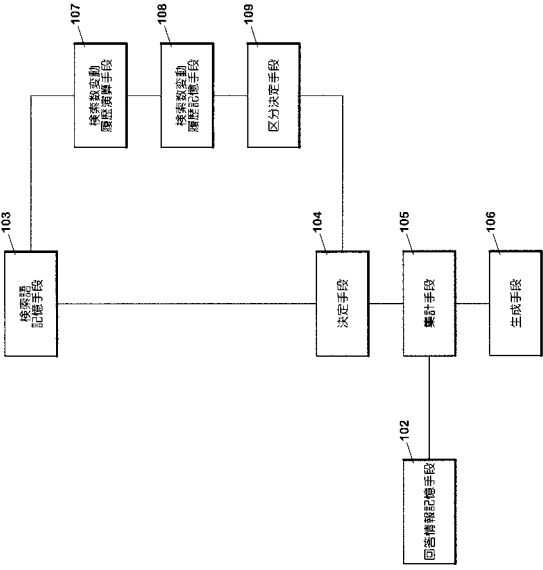 103
検索語
記憶手段
107
検索数変動
履歴演算手段
108
検索数変動
履歴記憶手段
109
区分決定手段
104
決定手段
105
集計手段
106
生成手段
102
回答情報記憶手段